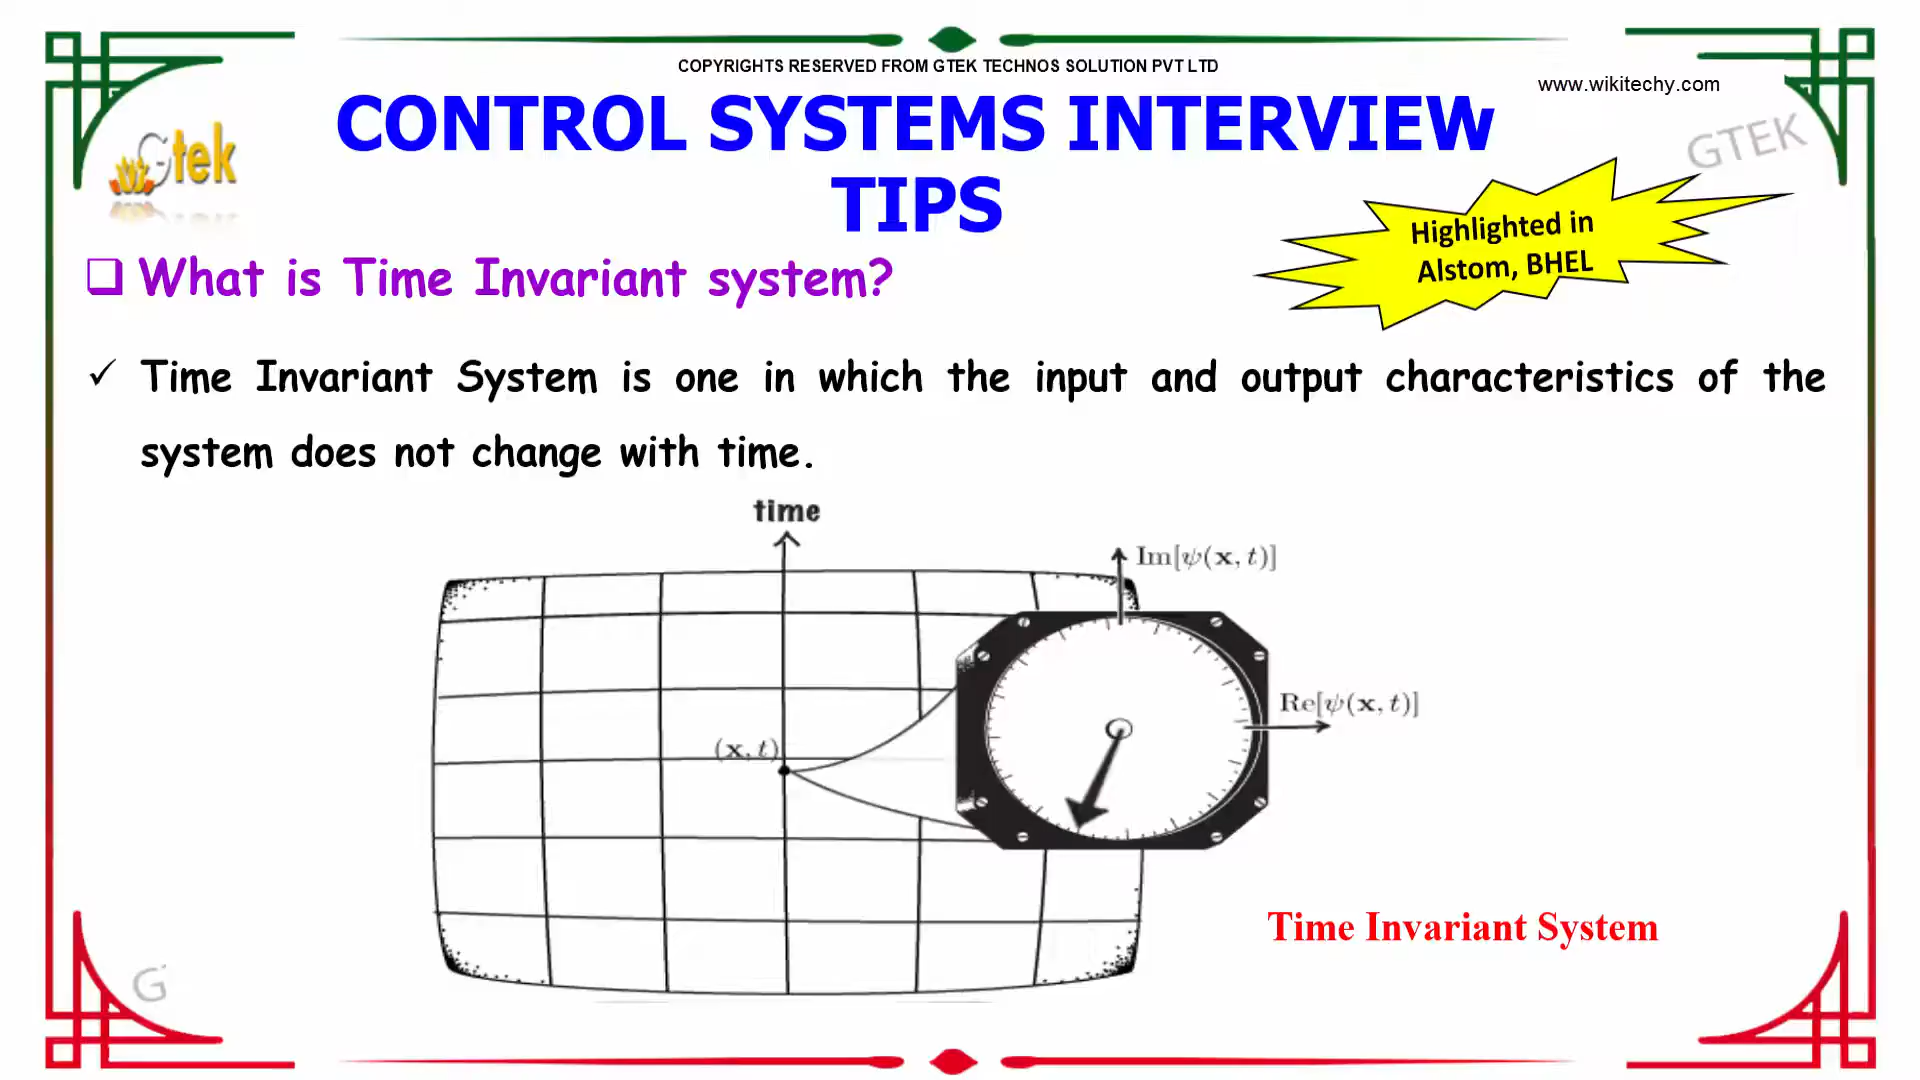 COPYRIGHTS RESERVED FROM GTEK TECHNOS SOLUTION PVT LTD
www.wikitechy.com
CONTROL SYSTEMS INTERVIEW
TIPS
Gtek
GTEK
Highlighted in
Alstom, BHEL
What is Time Invariant system?
Time Invariant System is one in which the input and output characteristics of the
system does not change with time.
time
Im[ψ(x, t)]
Re[ψ(x, t)]
(x, t)
Time Invariant System
G